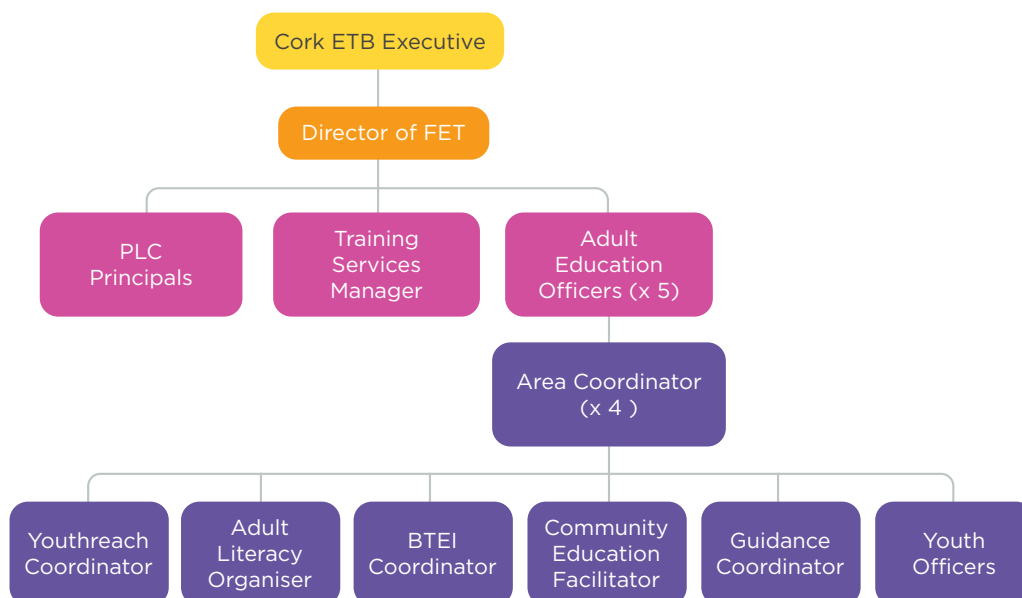 Cork ETB Executive
Director of FET
PLC
Principals
Training
Services
Manager
Adult
Education
Officers (x 5)
Area Coordinator
(x 4 )
Youthreach
Coordinator
Adult
Literacy
Organiser
BTEI
Coordinator
Community
Education
Facilitator
Guidance
Coordinator
Youth
Officers